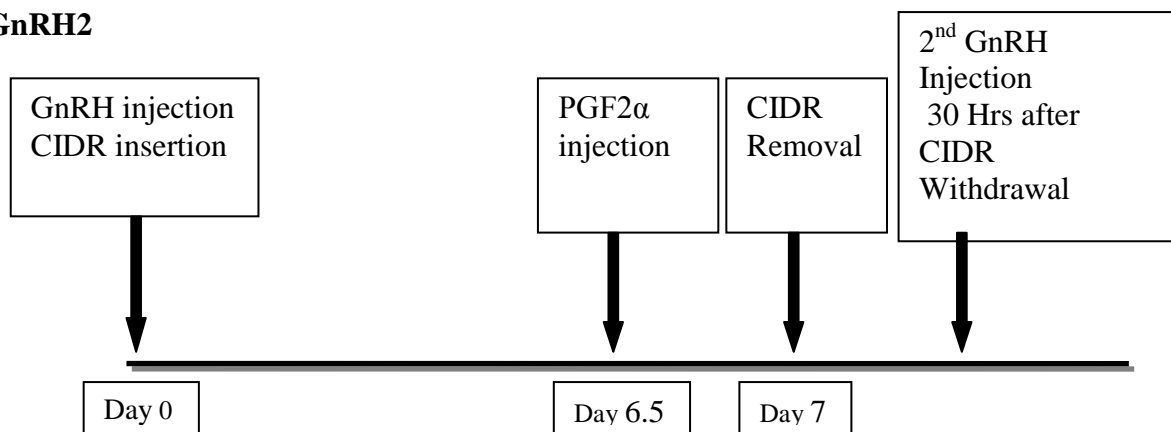 GnRH2
GnRH injection
CIDR insertion
PGF2α
injection
CIDR
Removal
2nd GnRH
Injection
30 Hrs after
CIDR
Withdrawal
Day 0
Day 6.5
Day 7